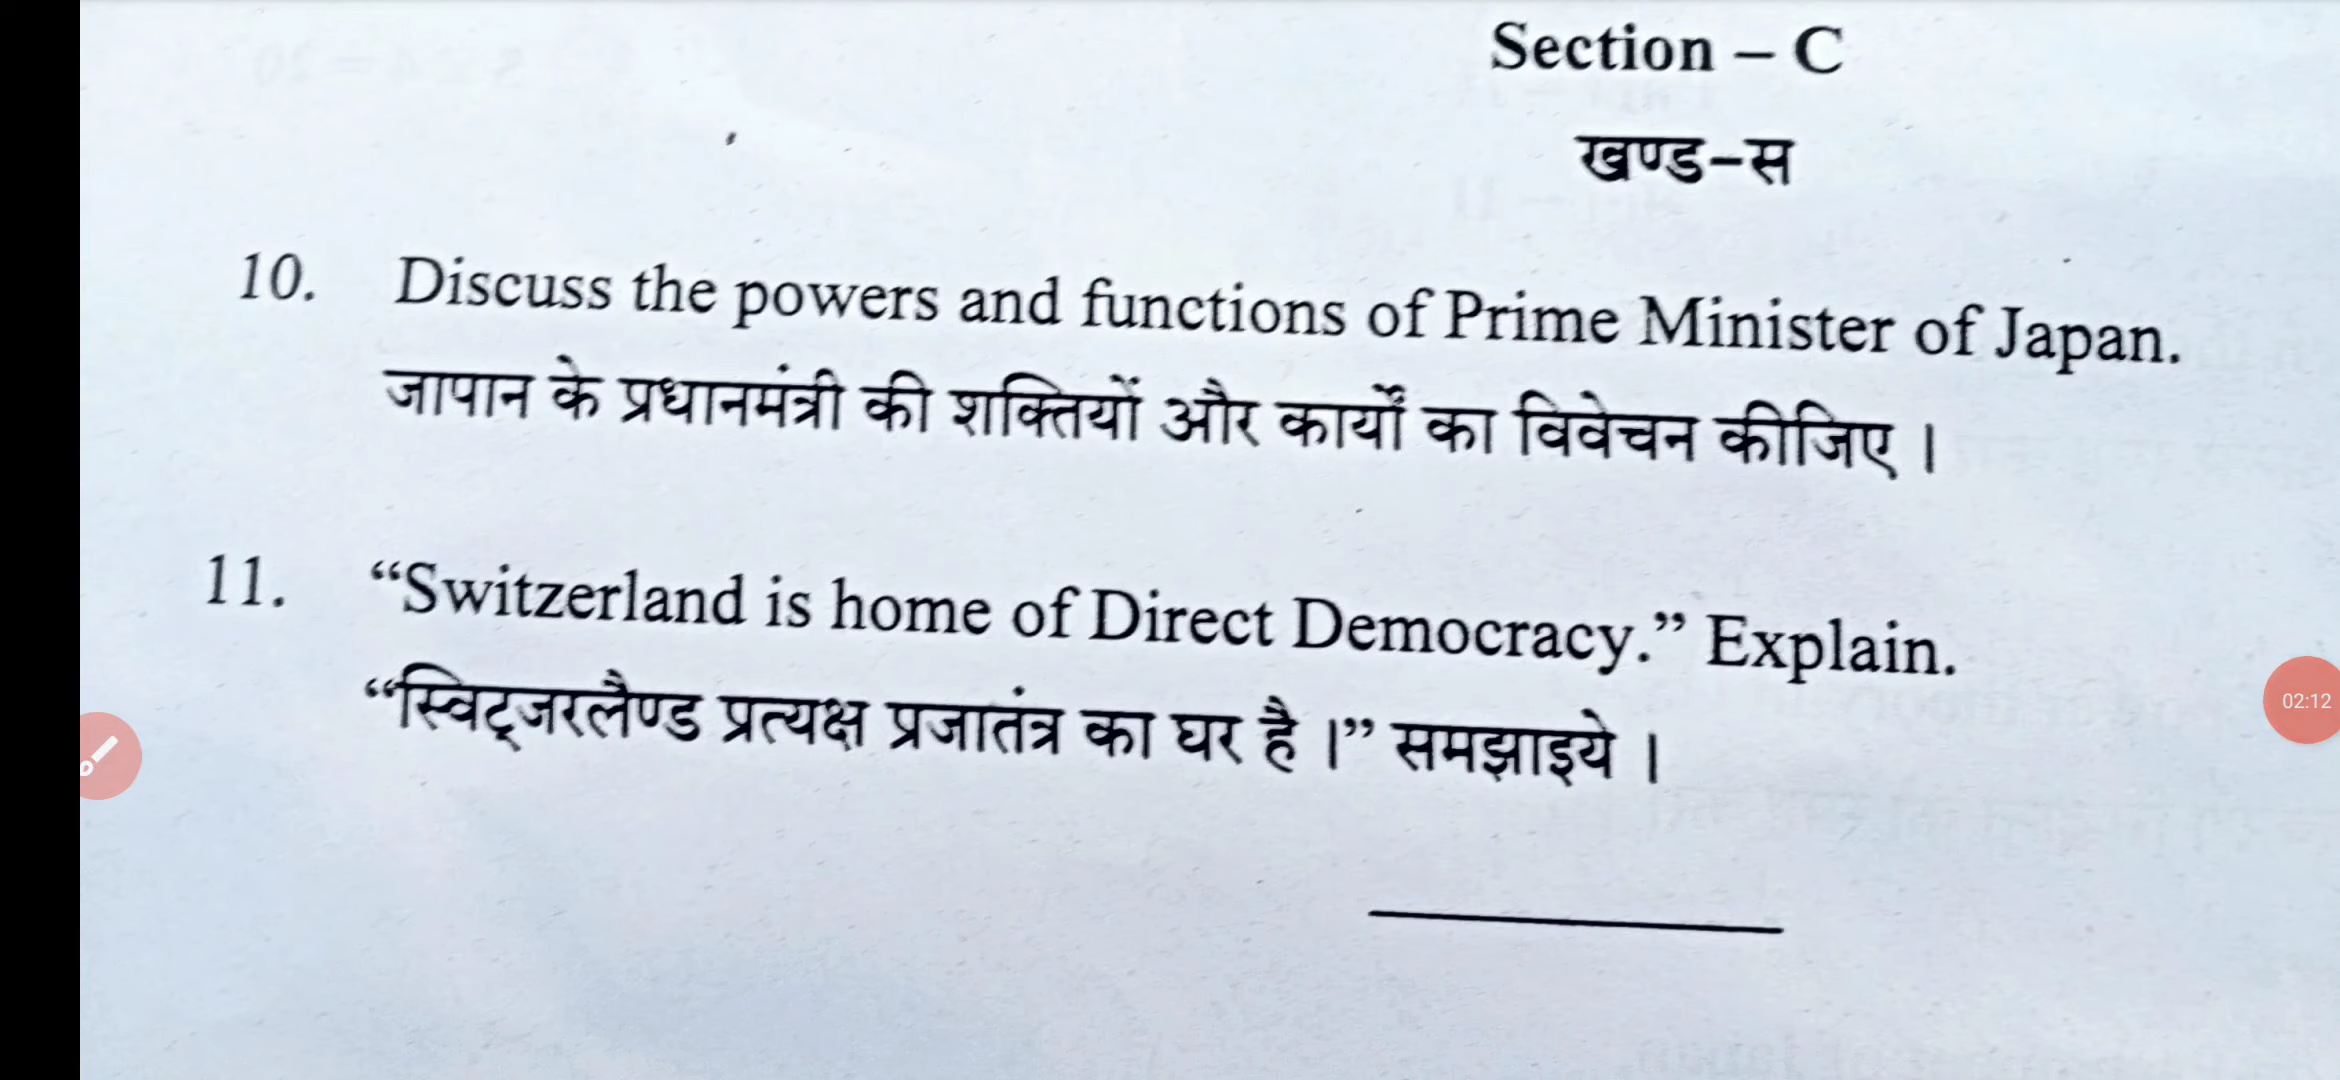 Section – C
खण्ड–स
10. Discuss the powers and functions of Prime Minister of Japan.
जापान के प्रधानमंत्री की शक्तियों और कार्यों का विवेचन कीजिए ।
11. “Switzerland is home of Direct Democracy.” Explain.
“स्विट्जरलैण्ड प्रत्यक्ष प्रजातंत्र का घर है ।” समझाइये ।
02:12